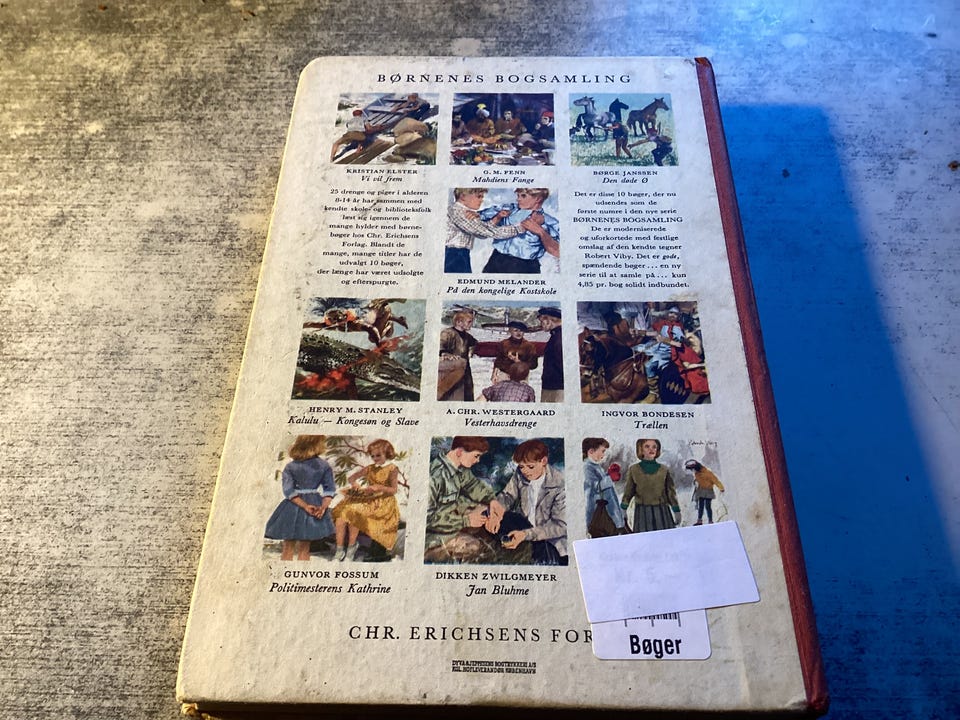 BØRNENES BOGSAMLING
KRISTIAN ELSTER
Vi vil frem
G. M. FENN
Mahdiens Fange
BØRGE JANSSEN
Den døde Ø
25 drenge og piger i alderen
8-14 år har sammen med
kendte skole- og biblioteksfolk
læst sig igennem de
mange hylder med børne-
bøger hos Chr. Erichsens
Forlag. Blandt de
mange, mange titler har de
udvalgt 10 bøger,
der længe har været udsolgte
og efterspurgte.
EDMUND MELANDER
På den kongelige Kostskole
Det er disse 10 bøger, der nu
udsendes som de
første numre i den nye serie
BØRNENES BOGSAMLING
De er moderniserede
og uforkortede med festlige
omslag af den kendte tegner
Robert Viby. Det er gode,
spændende bøger ... en ny
serie til at samle på ... kun
4,85 pr. bog solidt indbundet.
HENRY M. STANLEY
Kalulu — Kongesøn og Slave
A. CHR. WESTERGAARD
Vesterhavsdrenge
INGVOR BONDESEN
Trællen
GUNVOR FOSSUM
Politimesterens Kathrine
DIKKEN ZWILGMEYER
Jan Bluhme
CHR. ERICHSENS FOR
Bøger
DYVA & JEPPESENS BOGTRYKKERI A/S
KGL. HOFLEVERANDØR KØBENHAVN